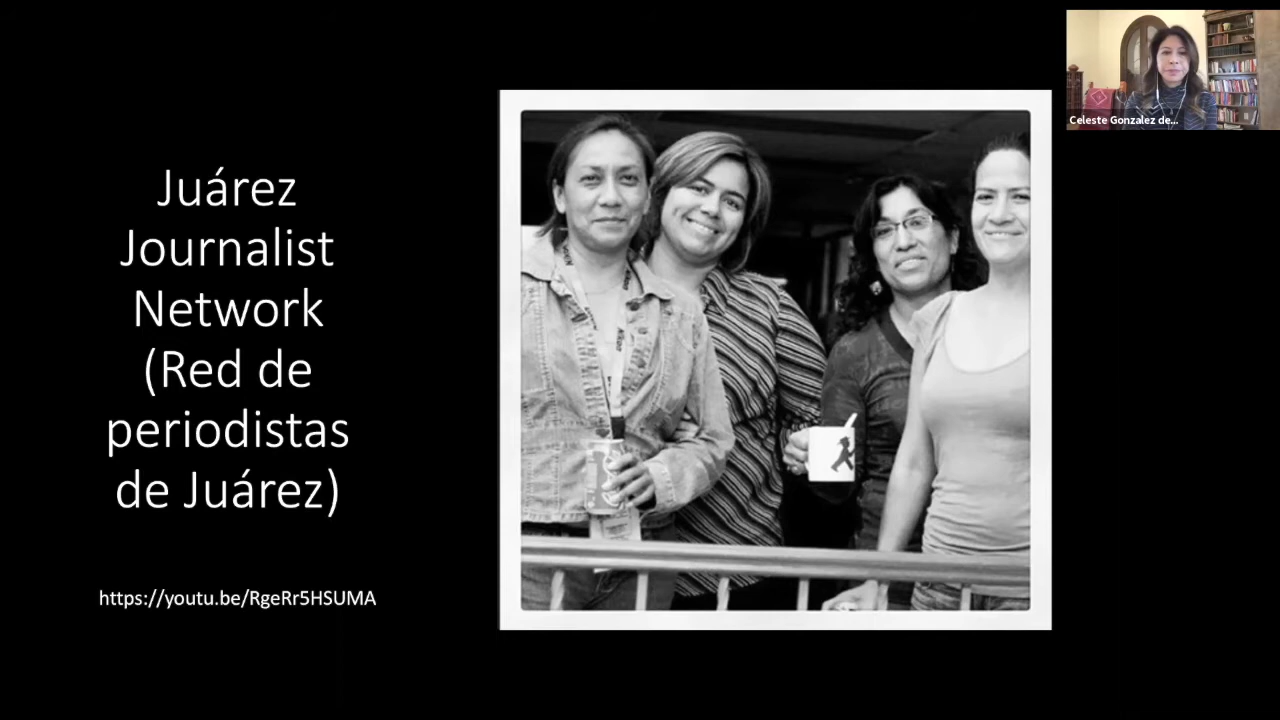 Juárez
Journalist
Network
(Red de
periodistas
de Juárez)
https://youtu.be/RgeRr5HSUMA
Celeste Gonzalez de...